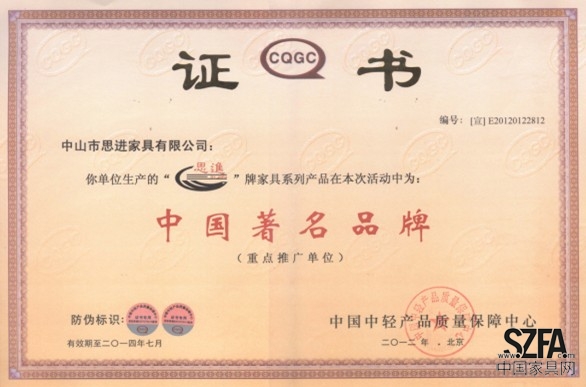 证 CQGC 书
编号：[宣] E20120122812
中山市思进家具有限公司：
你单位生产的“思進”牌家具系列产品在本次活动中为：
中国著名品牌
（重点推广单位）
防伪标识：
中国中轻产品质量保障中心
有效期至二〇一四年七月
二〇一二年 、北京
SZFA.com
中国家具网